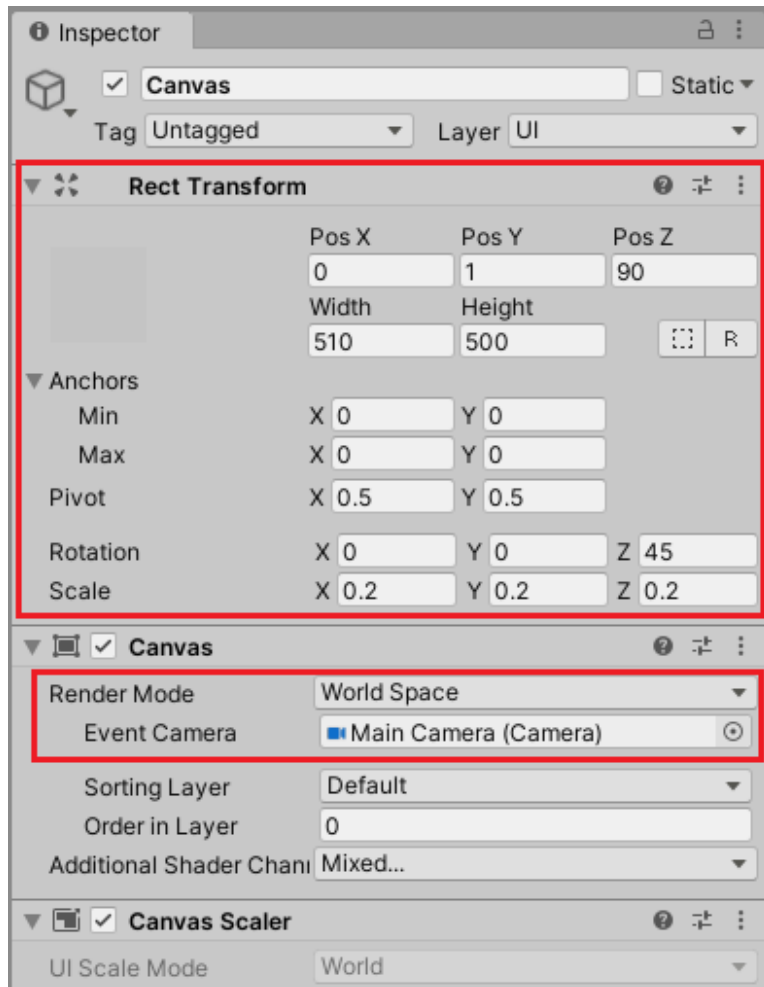 Inspector
Canvas Static
Tag Untagged Layer UI
Rect Transform
Pos X Pos Y Pos Z
0 1 90
Width Height
510 500
R
Anchors
Min X 0 Y 0
Max X 0 Y 0
Pivot X 0.5 Y 0.5
Rotation X 0 Y 0 Z 45
Scale X 0.2 Y 0.2 Z 0.2
Canvas
Render Mode World Space
Event Camera Main Camera (Camera)
Sorting Layer Default
Order in Layer 0
Additional Shader Chan Mixed...
Canvas Scaler
UI Scale Mode World